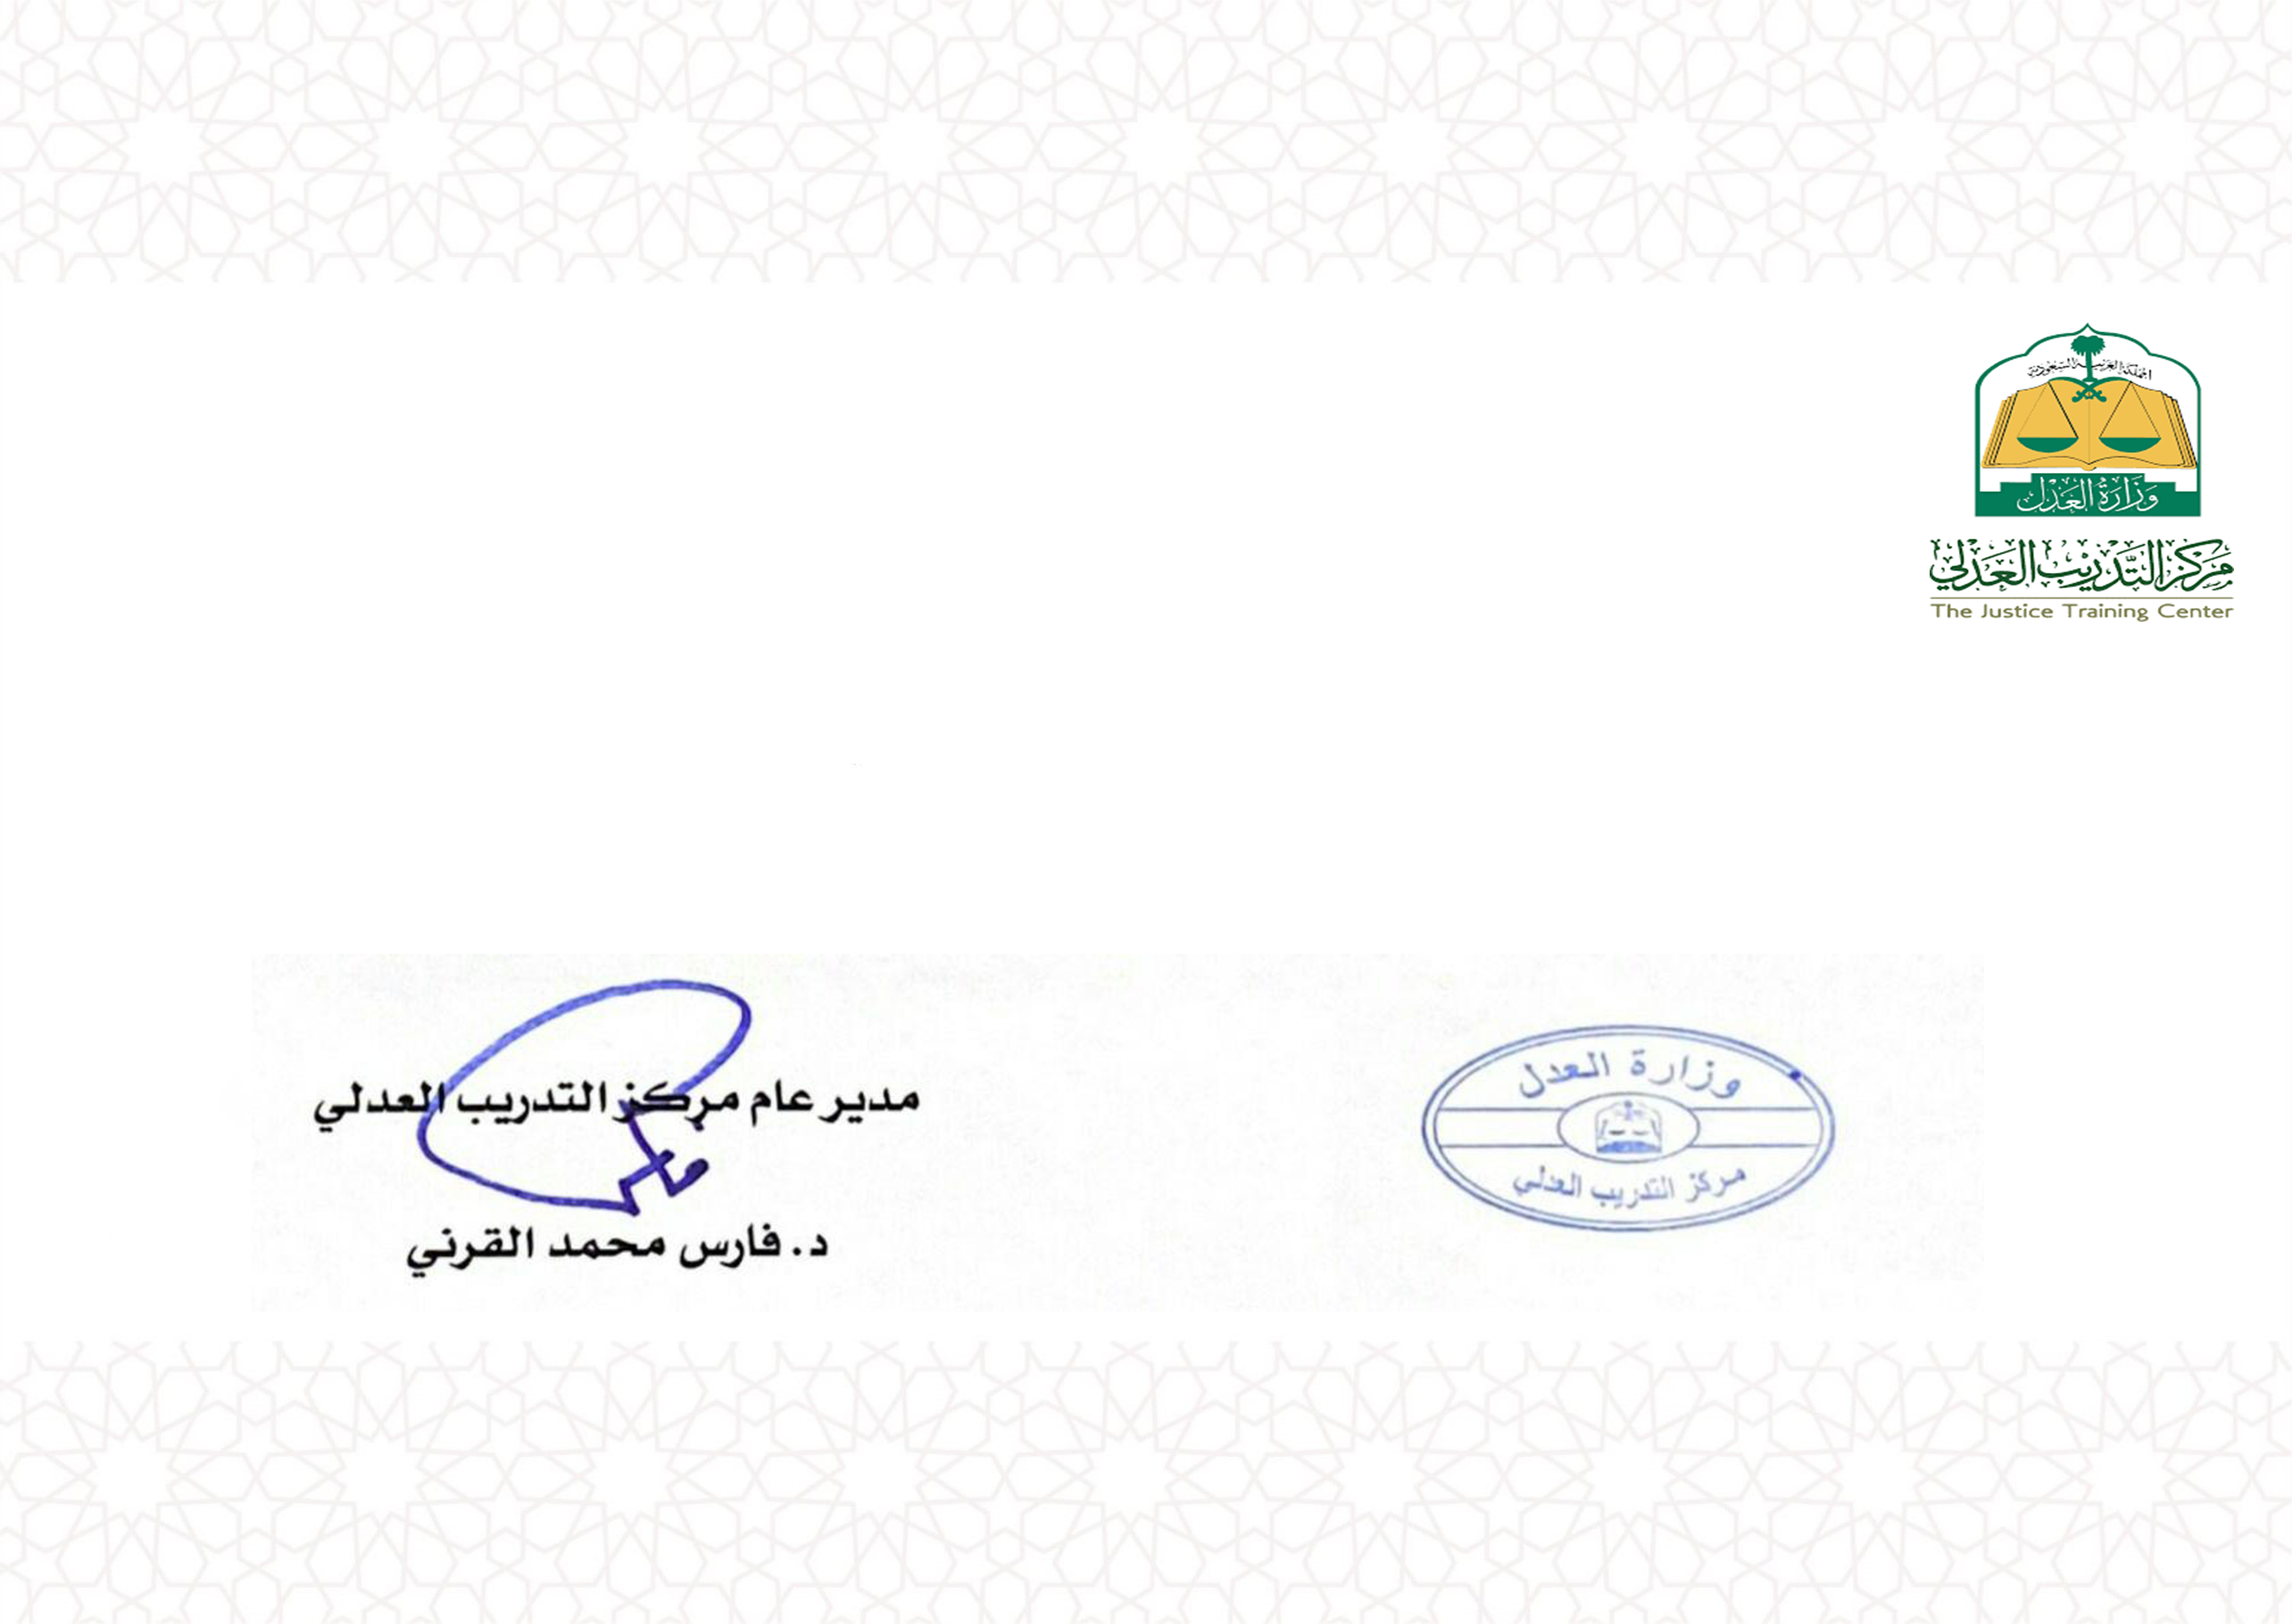 المملكة العربية السعودية
وزارة العدل
مركز التدريب العدلي
The Justice Training Center
مدير عام مركز التدريب العدلي
د. فارس محمد القرني
وزارة العدل
مركز التدريب العدلي